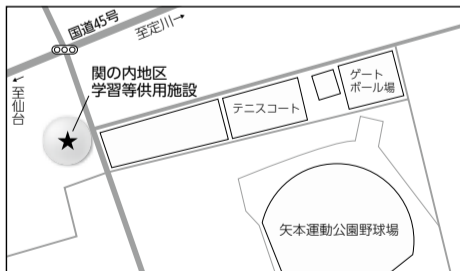 国道45号
至定川→
←至仙台
関の内地区
学習等供用施設
★
テニスコート
ゲート
ボール場
矢本運動公園野球場